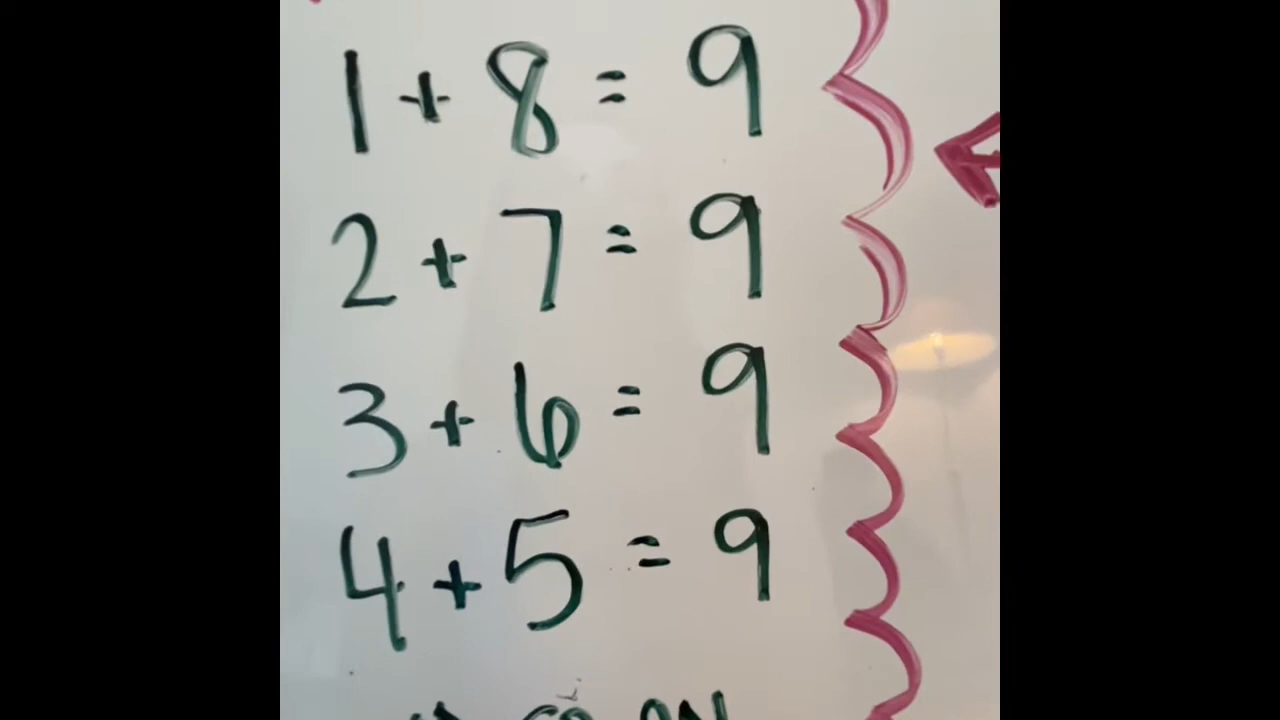 1 + 8 = 9
2 + 7 = 9
3 + 6 = 9
4 + 5 = 9